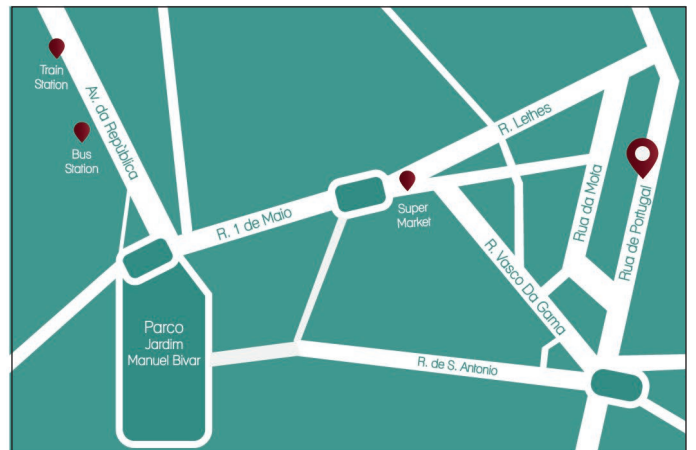 Train
Station
Av. da Repùblica
Bus
Station
R. Lethes
Super
Market
R. 1 de Maio
Rua da Mota
Rua de Portugal
R. Vasco Da Gama
Parco
Jardim
Manuel Bivar
R. de S. Antonio